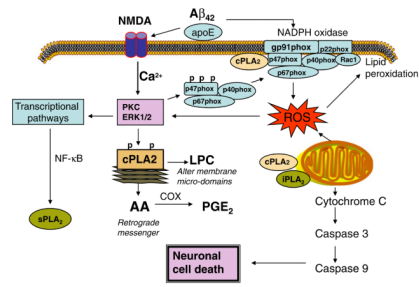 NMDA
Aβ42
apoE
NADPH oxidase
gp91phox
p22phox
cPLA2
p47phox
p40phox
Rac1
p67phox
Lipid
peroxidation
Ca2+
p p p
p47phox
p40phox
p67phox
Transcriptional
pathways
PKC
ERK1/2
ROS
NF-κB
p p
cPLA2
LPC
Alter membrane
micro-domains
cPLA2
iPLA2
sPLA2
AA
COX
PGE2
Retrograde
messenger
Cytochrome C
Caspase 3
Caspase 9
Neuronal
cell death